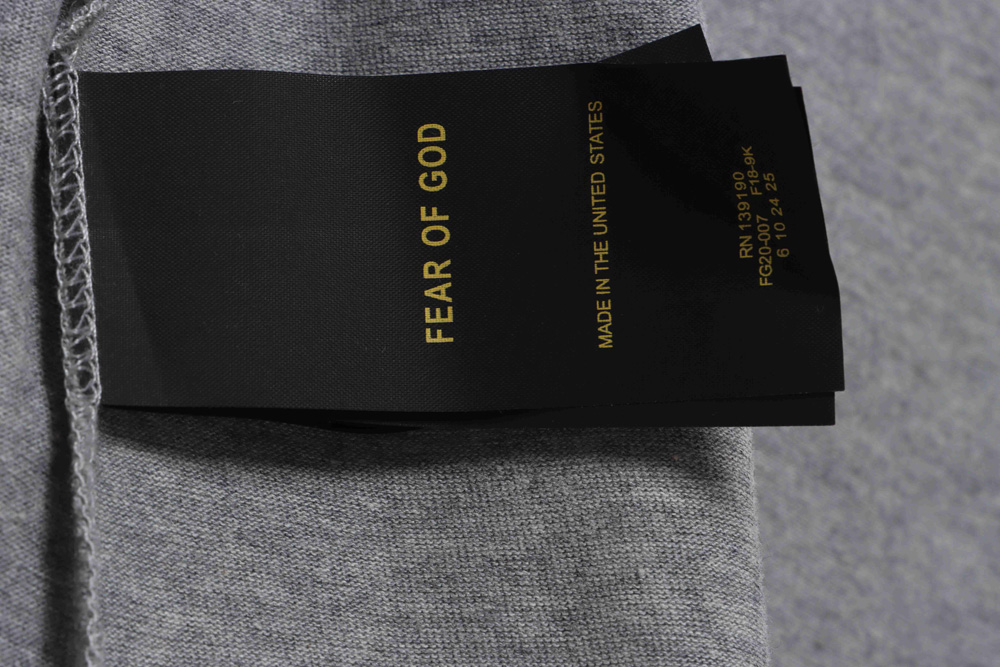 FEAR OF GOD
MADE IN THE UNITED STATES
RN 139190
FG20-007 F18-9K
6 10 24 25